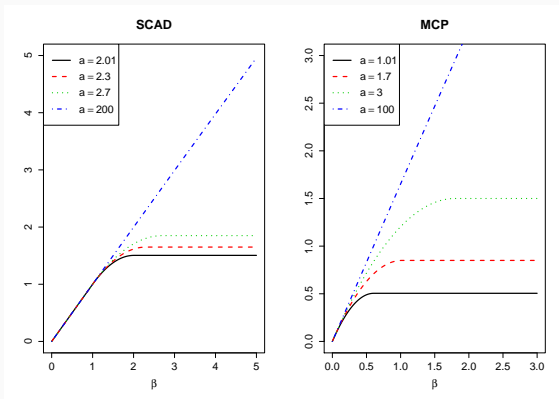 SCAD
a = 2.01
a = 2.3
a = 2.7
a = 200
5
4
3
2
1
0
0 1 2 3 4 5
β
MCP
a = 1.01
a = 1.7
a = 3
a = 100
3.0
2.5
2.0
1.5
1.0
0.5
0.0
0.0 0.5 1.0 1.5 2.0 2.5 3.0
β